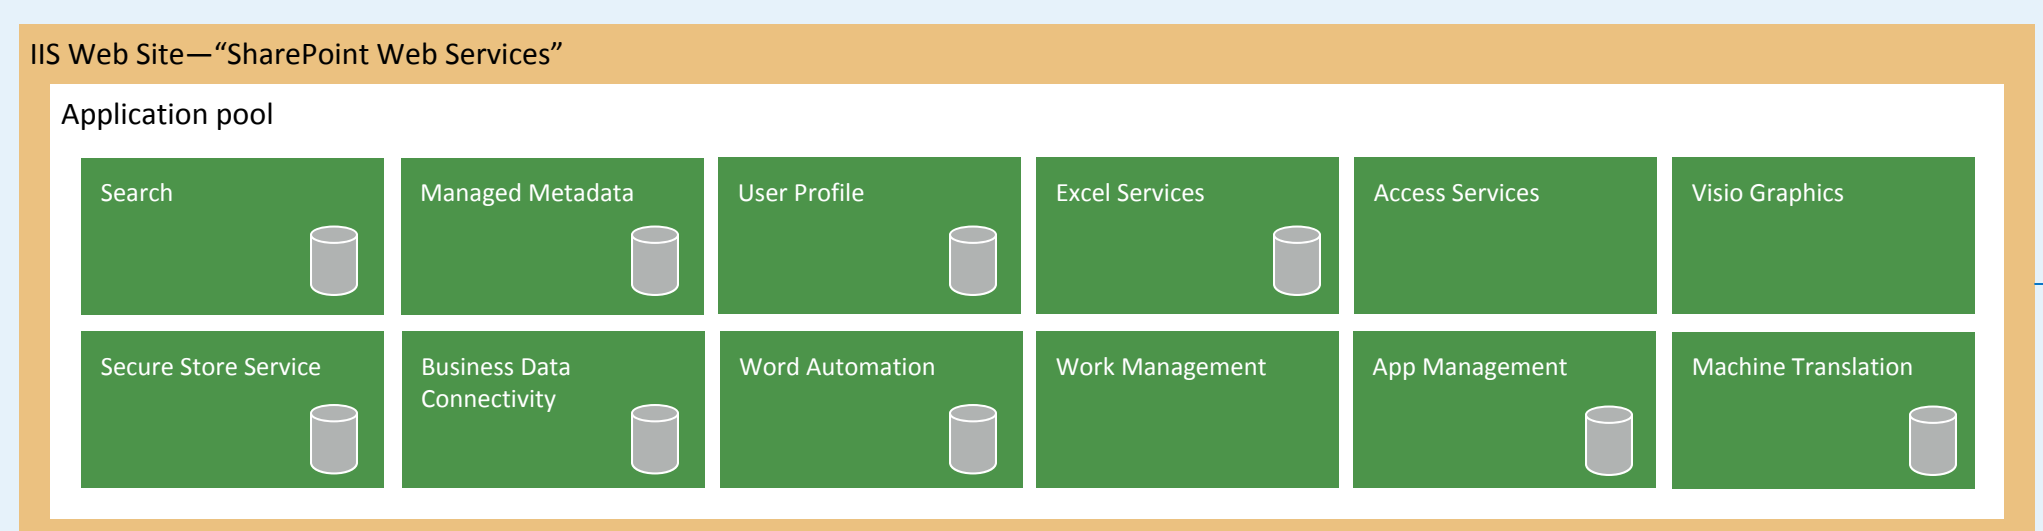 IIS Web Site—“SharePoint Web Services”
Application pool
Search
Managed Metadata
User Profile
Excel Services
Access Services
Visio Graphics
Secure Store Service
Business Data
Connectivity
Word Automation
Work Management
App Management
Machine Translation